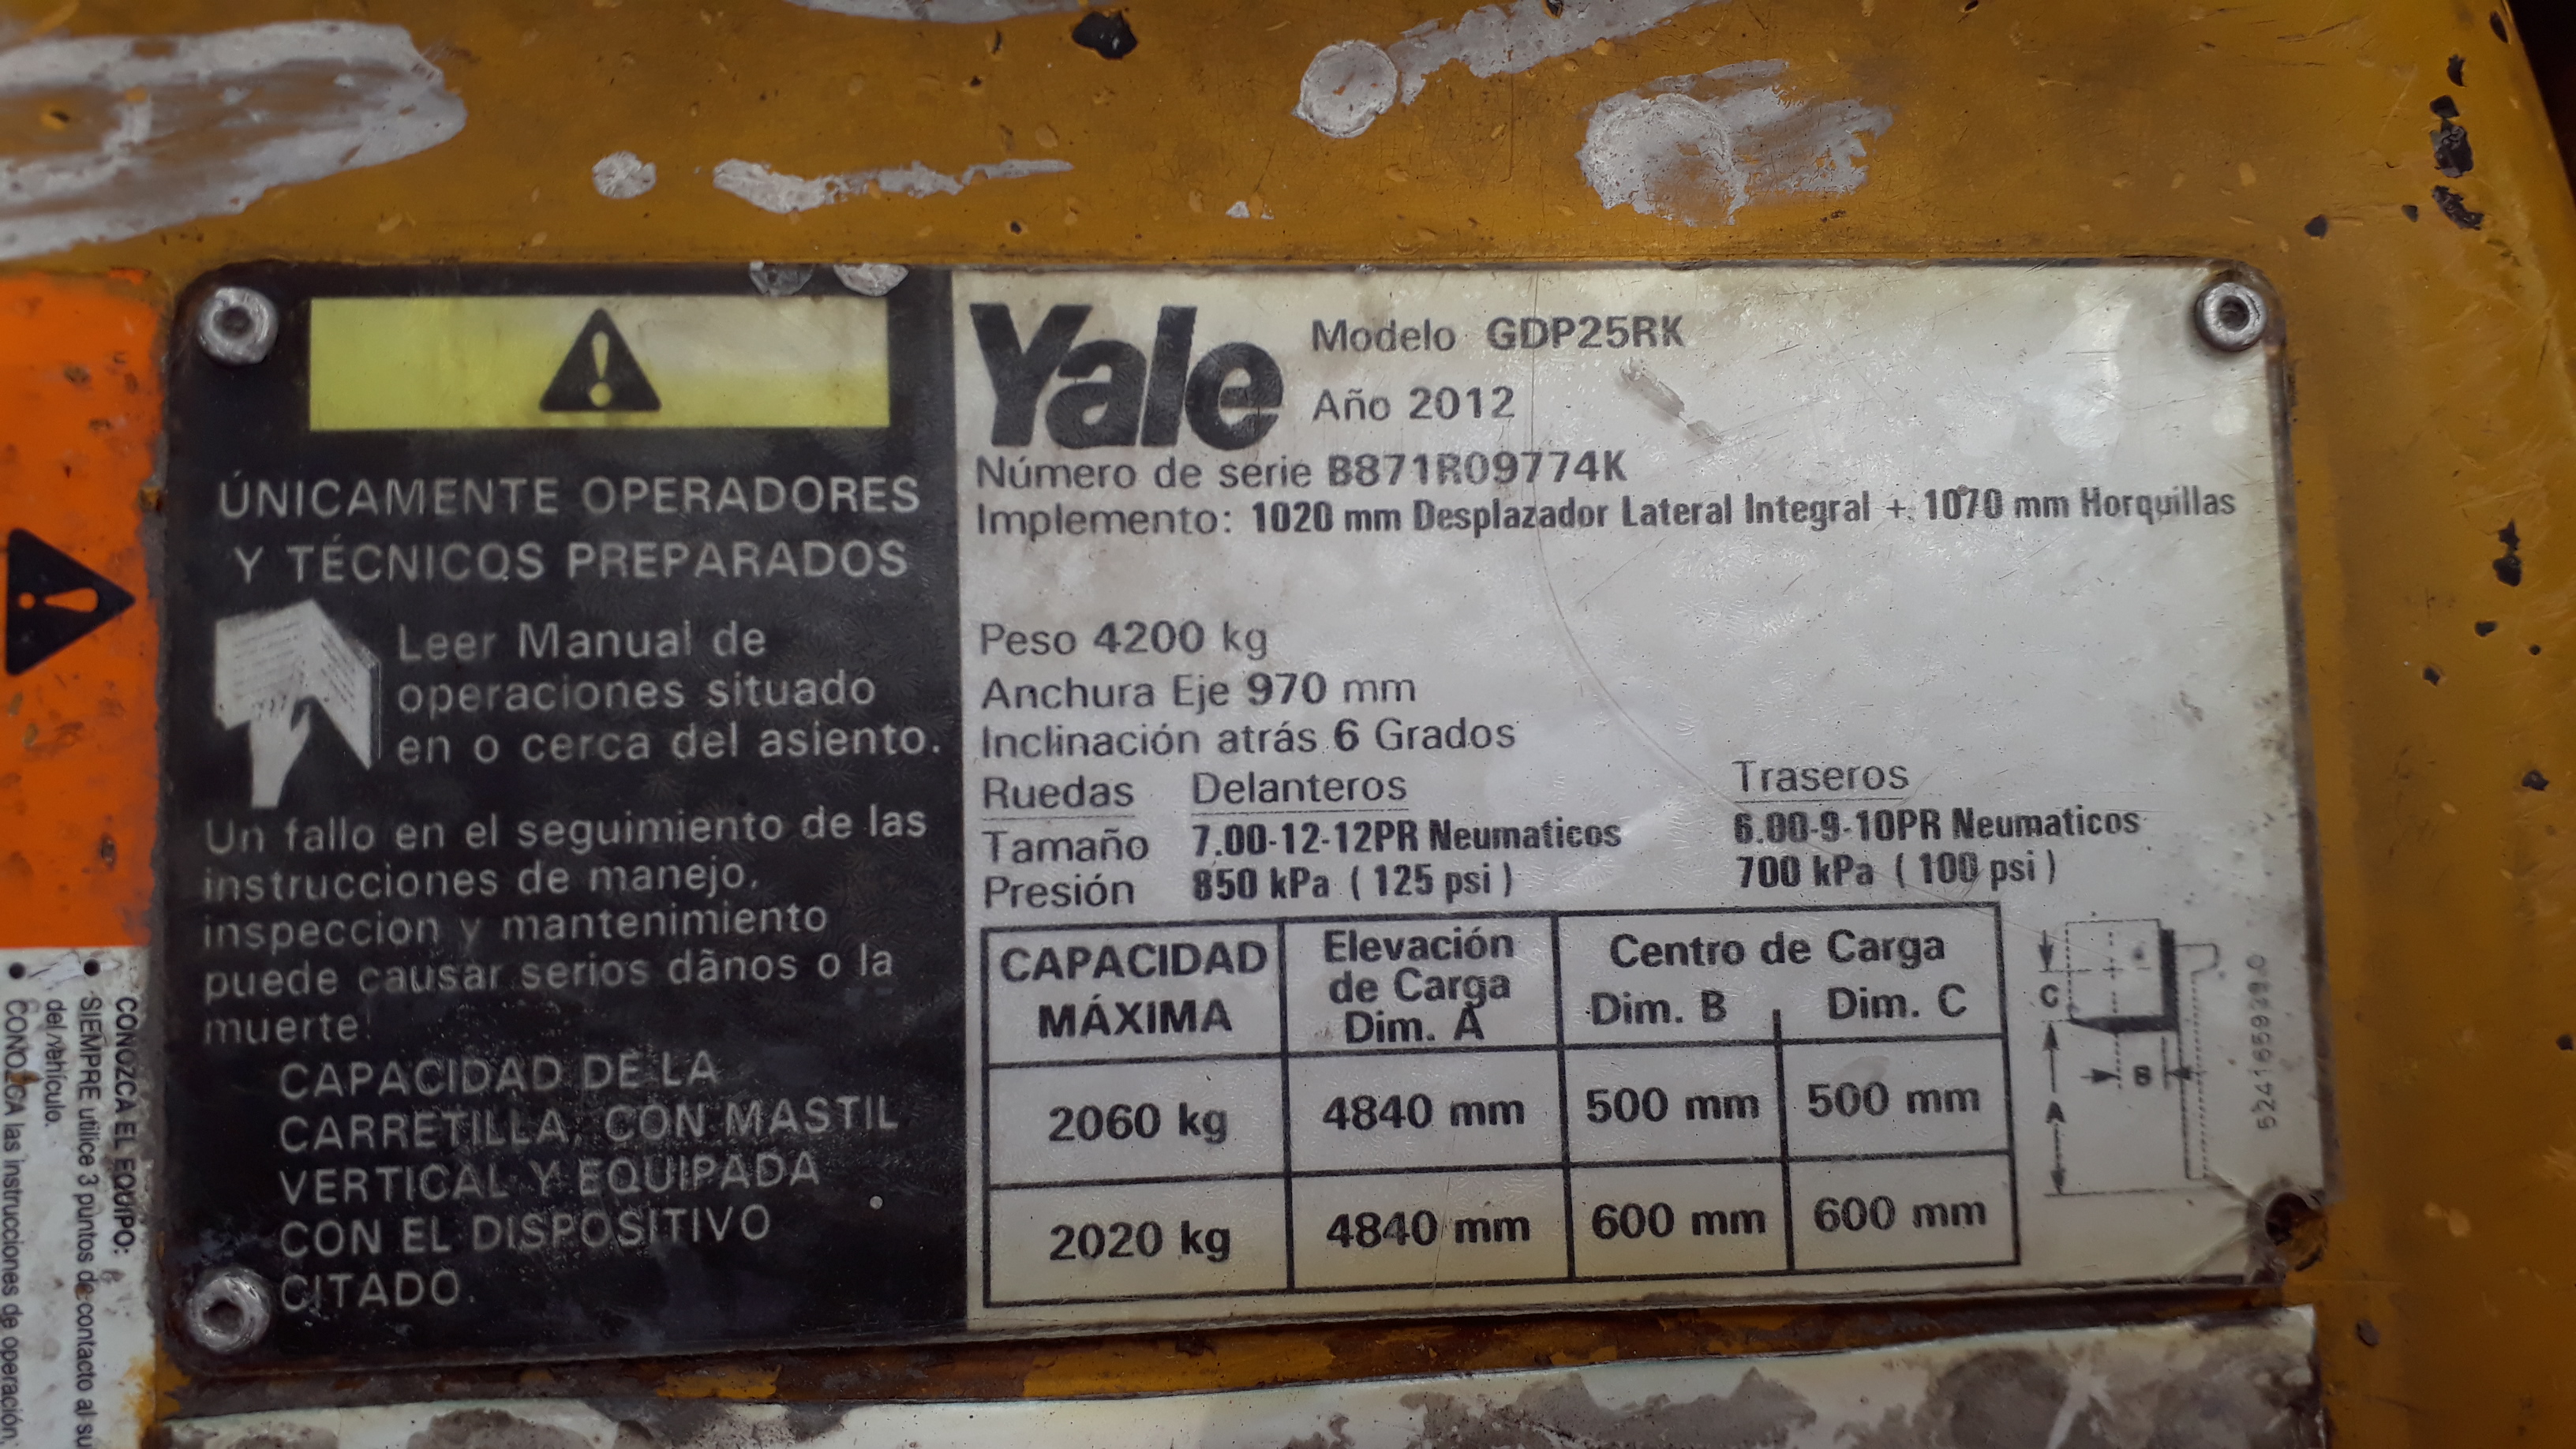 ÚNICAMENTE OPERADORES
Y TÉCNICOS PREPARADOS
Leer Manual de
operaciones situado
en o cerca del asiento.
Un fallo en el seguimiento de las
instrucciones de manejo,
inspeccion y mantenimiento
puede causar serios dãnos o la
muerte!
CAPACIDAD DE LA
CARRETILLA, CON MASTIL
VERTICAL Y EQUIPADA
CON EL DISPOSITIVO
CITADO.
Yale
Modelo GDP25RK
Año 2012
Número de serie B871R09774K
Implemento: 1020 mm Desplazador Lateral Integral + 1070 mm Horquillas
Peso 4200 kg
Anchura Eje 970 mm
Inclinación atrás 6 Grados
Ruedas Delanteros Traseros
Tamaño 7.00-12-12PR Neumaticos 6.00-9-10PR Neumaticos
Presión 850 kPa ( 125 psi ) 700 kPa ( 100 psi )
CAPACIDAD
MÁXIMA
Elevación
de Carga
Dim. A
Centro de Carga
Dim. B Dim. C
2060 kg 4840 mm 500 mm 500 mm
2020 kg 4840 mm 600 mm 600 mm
C
B
A
CONOZCA EL EQUIPO:
• SIEMPRE utilice 3 puntos de contacto al su
del vehículo.
• CONOZCA las instrucciones de operación,